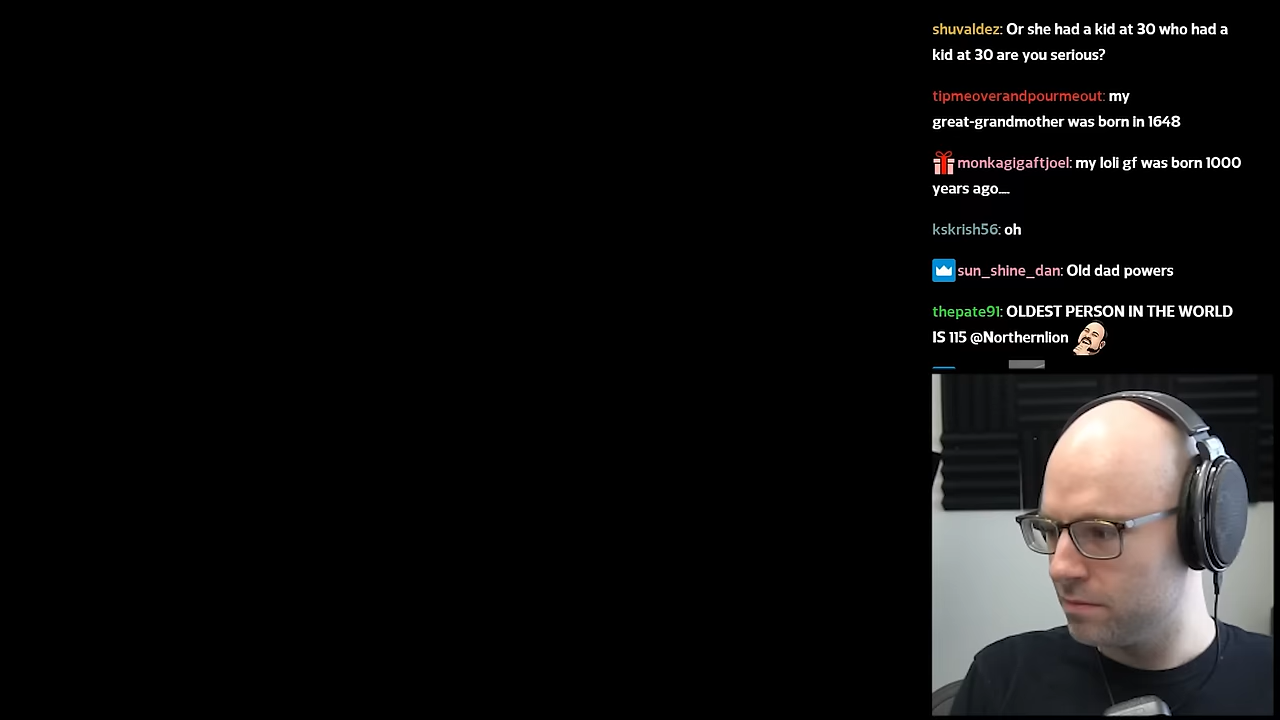 shuvaldez: Or she had a kid at 30 who had a
kid at 30 are you serious?
tipmeoverandpourmeout: my
great-grandmother was born in 1648
monkagigaftjoel: my loli gf was born 1000
years ago....
kskrish56: oh
sun_shine_dan: Old dad powers
thepate91: OLDEST PERSON IN THE WORLD
IS 115 @Northernlion